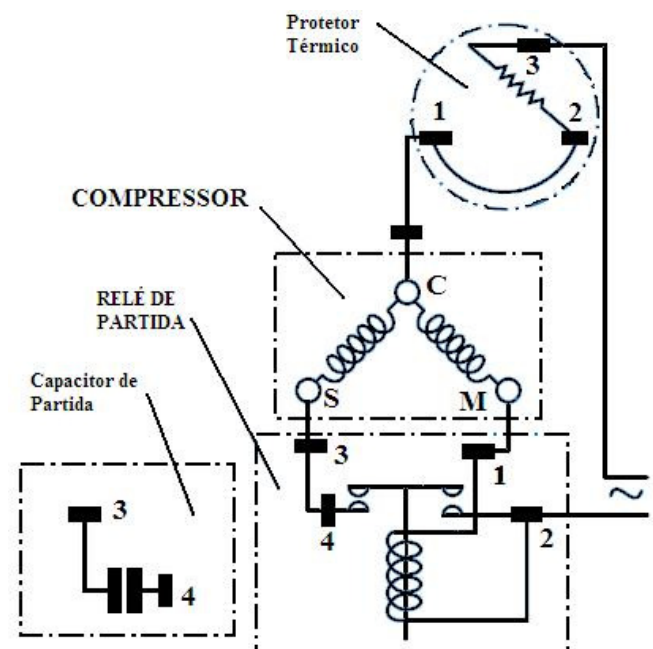 Protetor
Térmico
3
1
2
COMPRESSOR
C
RELÉ DE
PARTIDA
Capacitor de
Partida
S
M
3
1
3
4
2
4
~